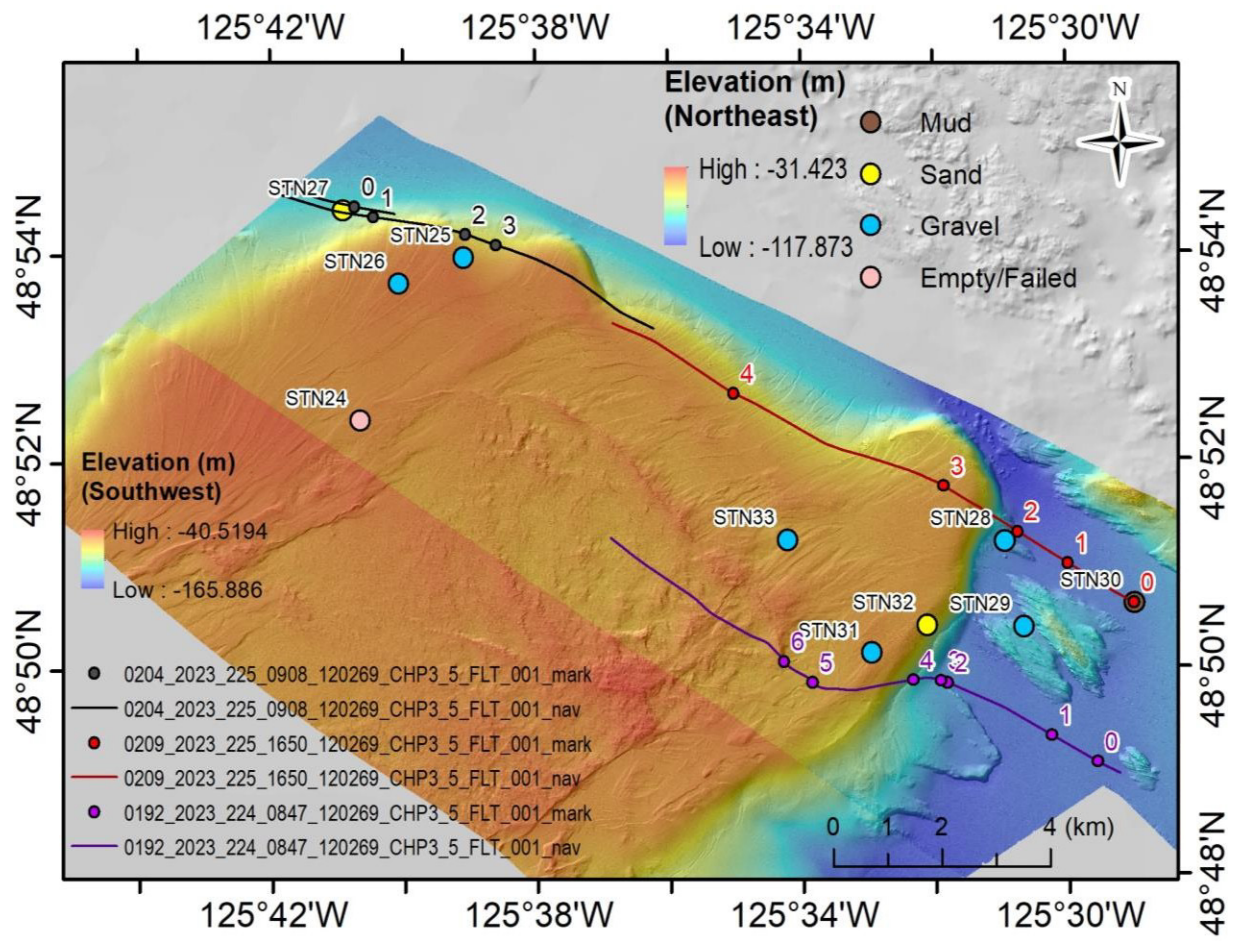 125°42'W 125°38'W 125°34'W 125°30'W
Elevation (m)
(Northeast)
High : -31.423
Low : -117.873
Mud
Sand
Gravel
Empty/Failed
N
48°54'N
48°52'N
48°50'N
48°54'N
48°52'N
48°50'N
48°48'N
STN27
0
1
2
3
STN25
STN26
STN24
4
3
2
1
0
STN28
STN30
STN33
STN32
STN29
STN31
6
5
4
3
2
1
0
Elevation (m)
(Southwest)
High : -40.5194
Low : -165.886
0204_2023_225_0908_120269_CHP3_5_FLT_001_mark
0204_2023_225_0908_120269_CHP3_5_FLT_001_nav
0209_2023_225_1650_120269_CHP3_5_FLT_001_mark
0209_2023_225_1650_120269_CHP3_5_FLT_001_nav
0192_2023_224_0847_120269_CHP3_5_FLT_001_mark
0192_2023_224_0847_120269_CHP3_5_FLT_001_nav
0 1 2 4 (km)
125°42'W 125°38'W 125°34'W 125°30'W